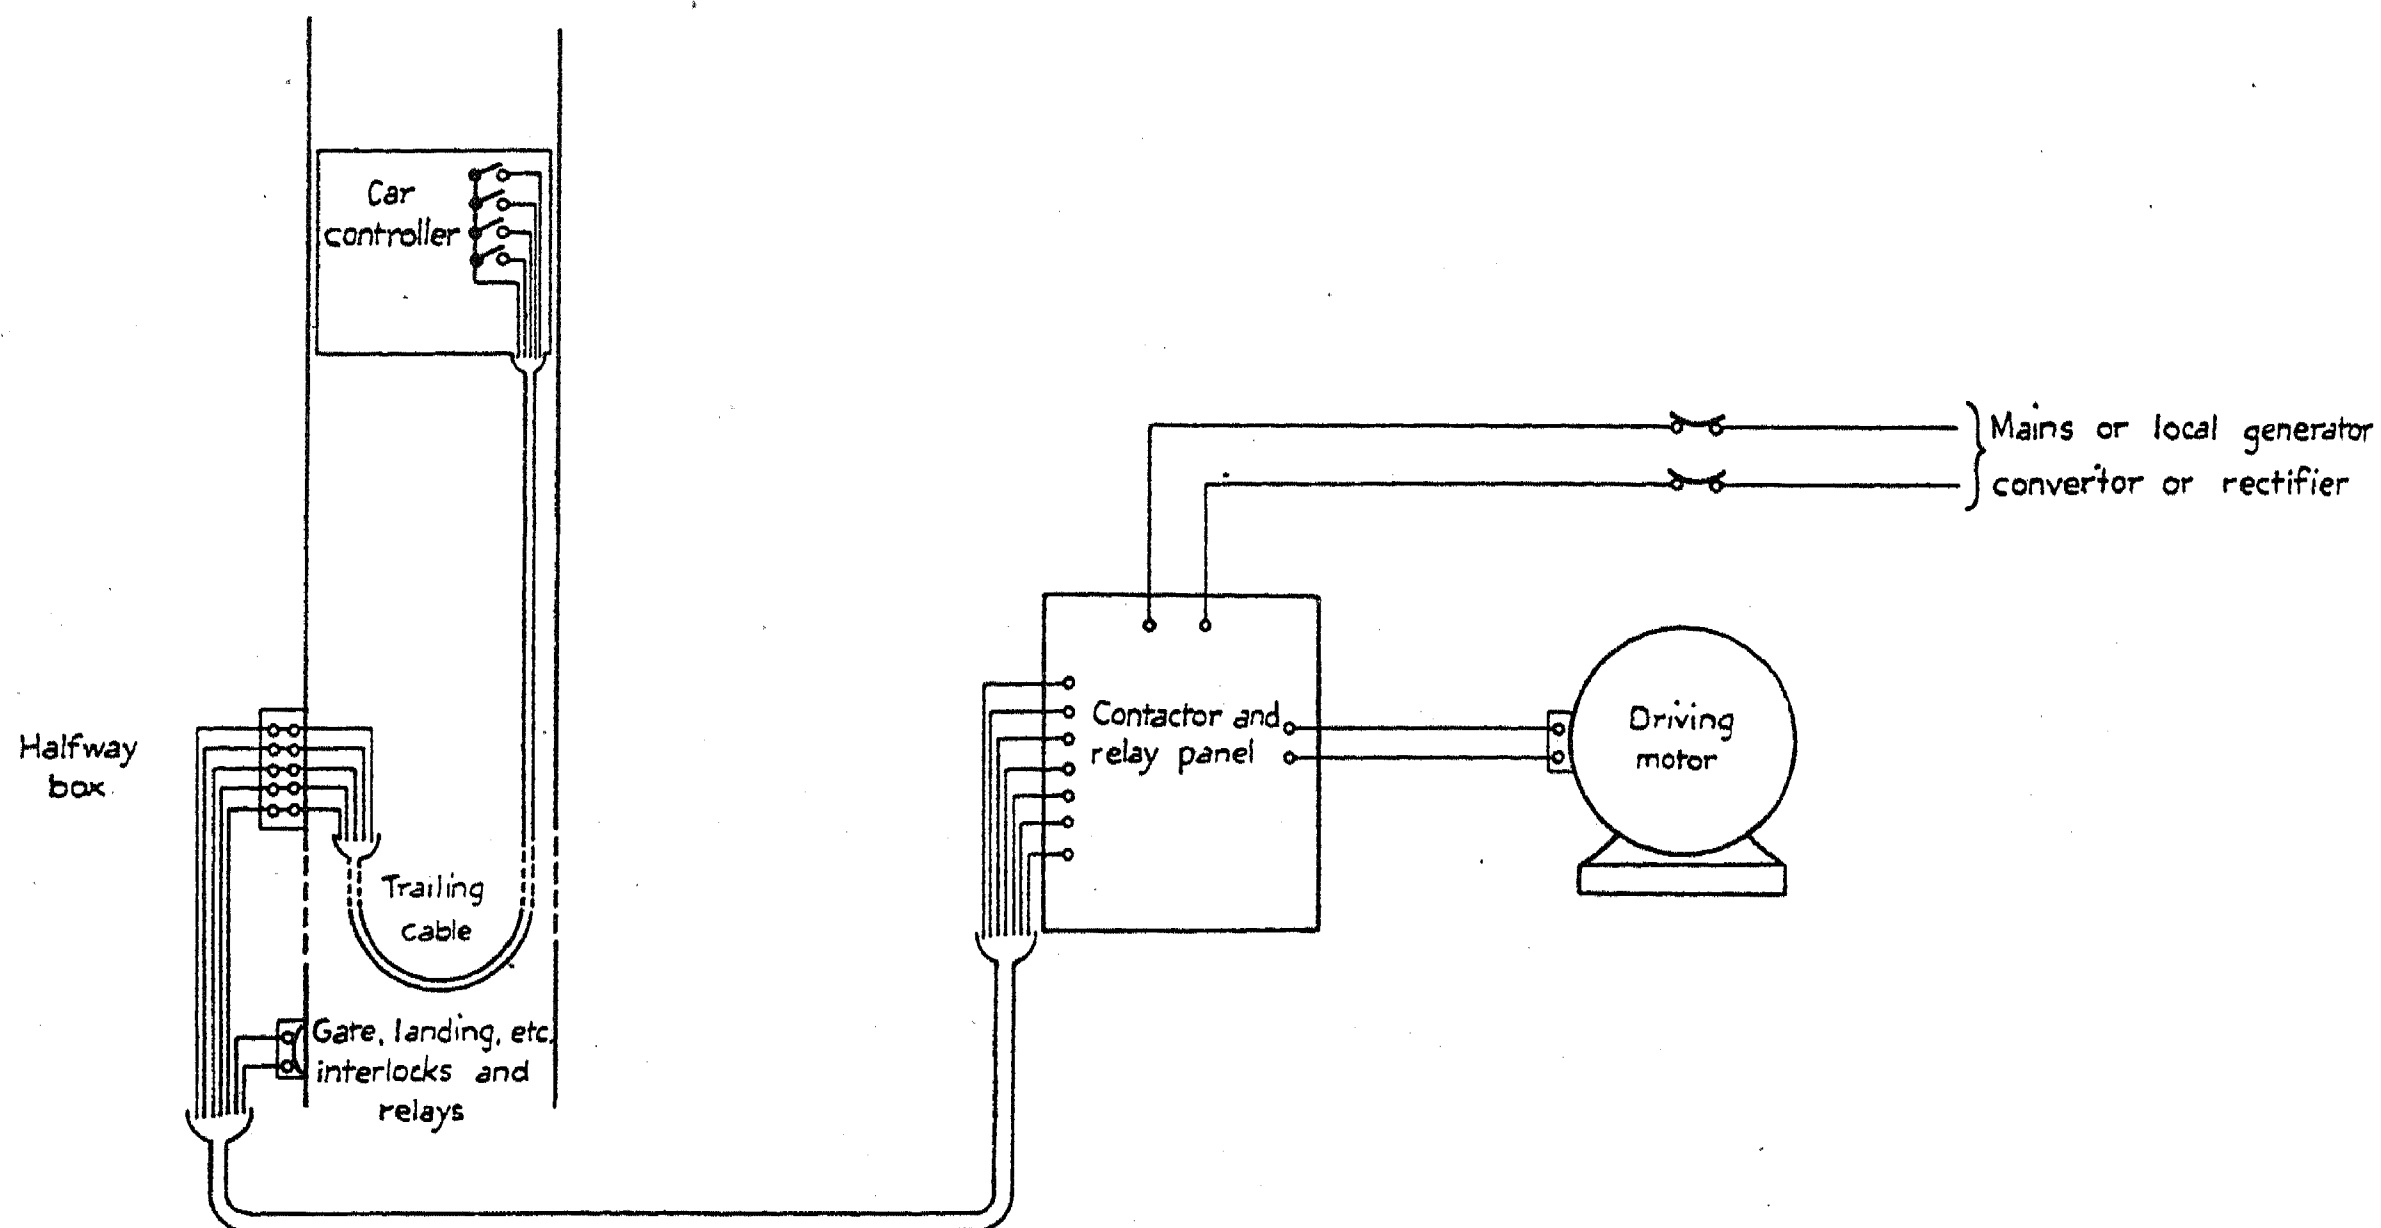 Car
controller
Mains or local generator
convertor or rectifier
Halfway
box
Contactor and
relay panel
Driving
motor
Trailing
cable
Gate, landing, etc.
interlocks and
relays